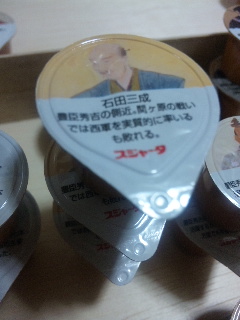 石田三成
豊臣秀吉の側近。関ヶ原の戦い
では西軍を実質的に率いる
も敗れる。
スジャータ